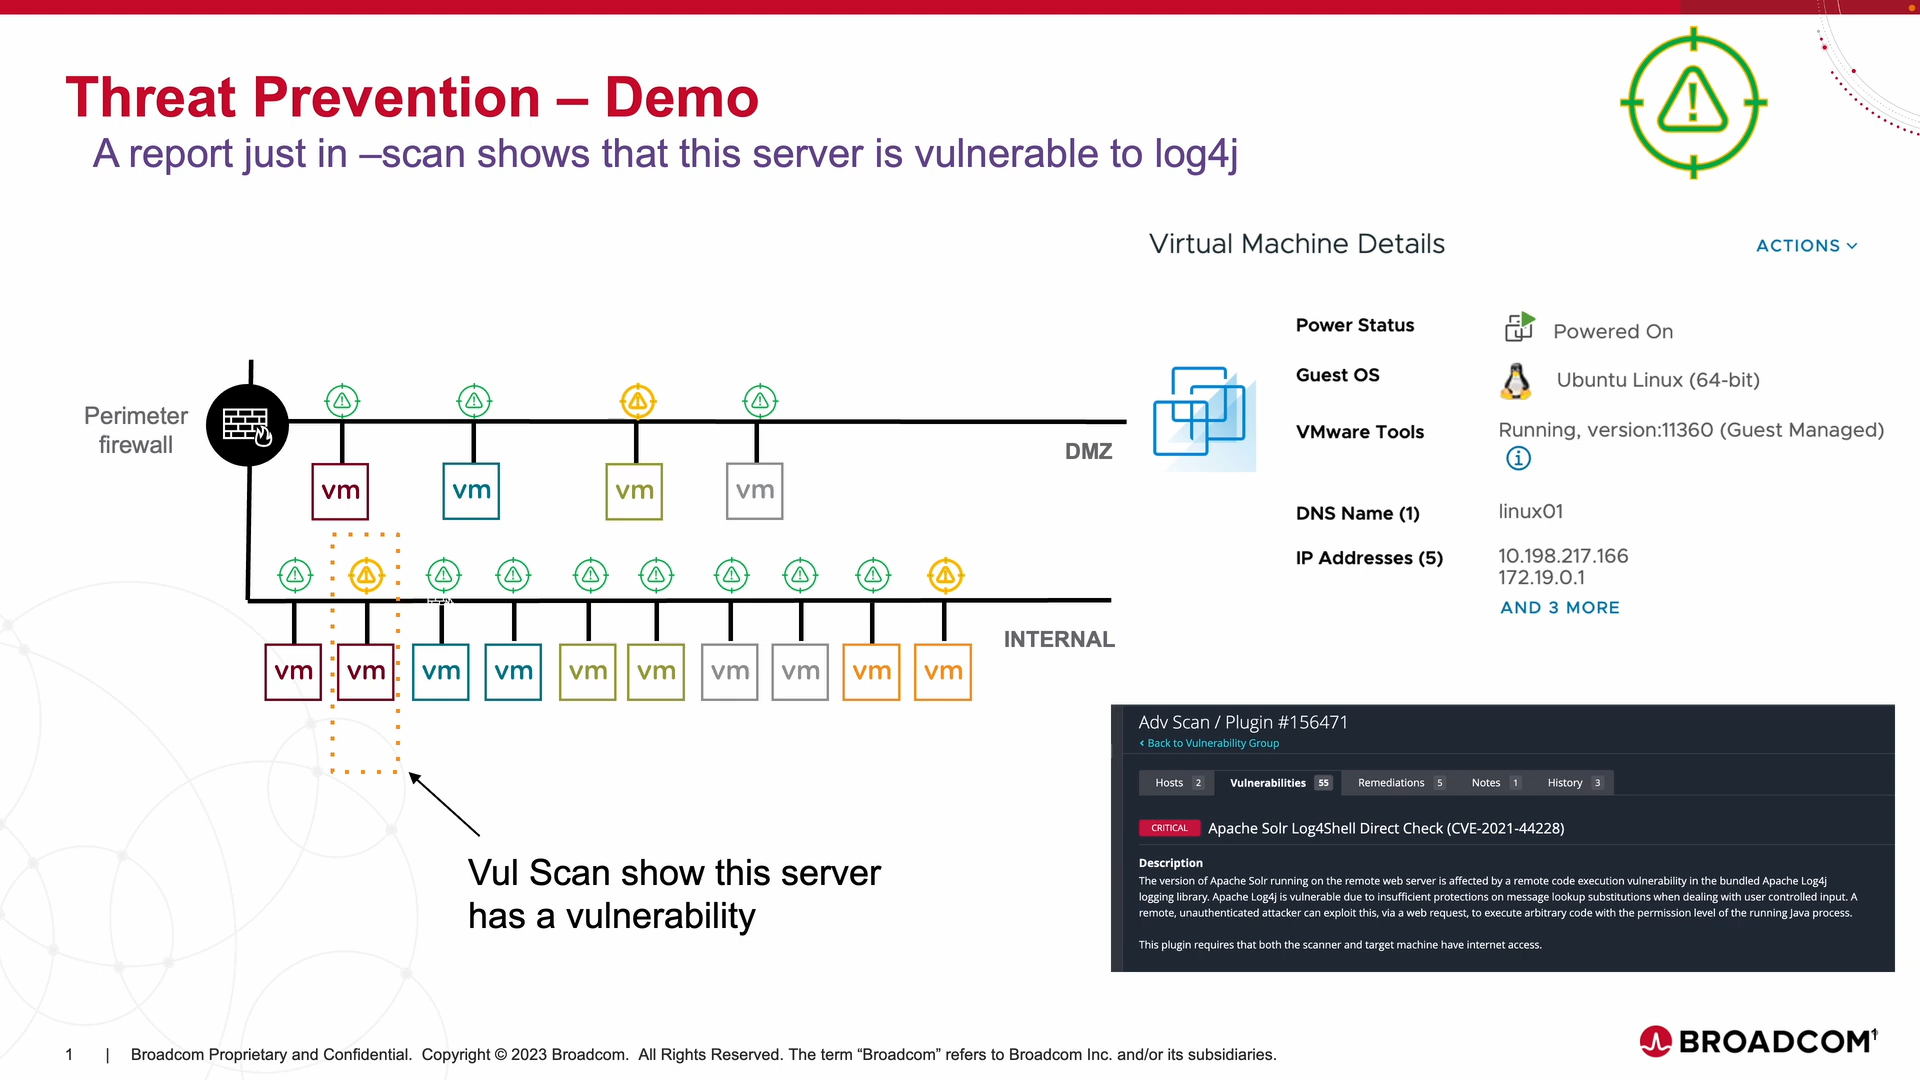 Threat Prevention – Demo
A report just in –scan shows that this server is vulnerable to log4j
Virtual Machine Details
ACTIONS
Power Status
Powered On
Guest OS
Ubuntu Linux (64-bit)
VMware Tools
Running, version:11360 (Guest Managed)
DNS Name (1)
linux01
IP Addresses (5)
10.198.217.166
172.19.0.1
AND 3 MORE
Perimeter
firewall
DMZ
vm
vm
vm
vm
INTERNAL
vm
vm
vm
vm
vm
vm
vm
vm
vm
vm
Vul Scan show this server
has a vulnerability
Adv Scan / Plugin #156471
‹ Back to Vulnerability Group
Hosts 2 Vulnerabilities 55 Remediations 5 Notes 1 History 3
CRITICAL Apache Solr Log4Shell Direct Check (CVE-2021-44228)
Description
The version of Apache Solr running on the remote web server is affected by a remote code execution vulnerability in the bundled Apache Log4j
logging library. Apache Log4j is vulnerable due to insufficient protections on message lookup substitutions when dealing with user controlled input. A
remote, unauthenticated attacker can exploit this, via a web request, to execute arbitrary code with the permission level of the running Java process.
This plugin requires that both the scanner and target machine have internet access.
1 | Broadcom Proprietary and Confidential. Copyright © 2023 Broadcom. All Rights Reserved. The term “Broadcom” refers to Broadcom Inc. and/or its subsidiaries.
BROADCOM
1